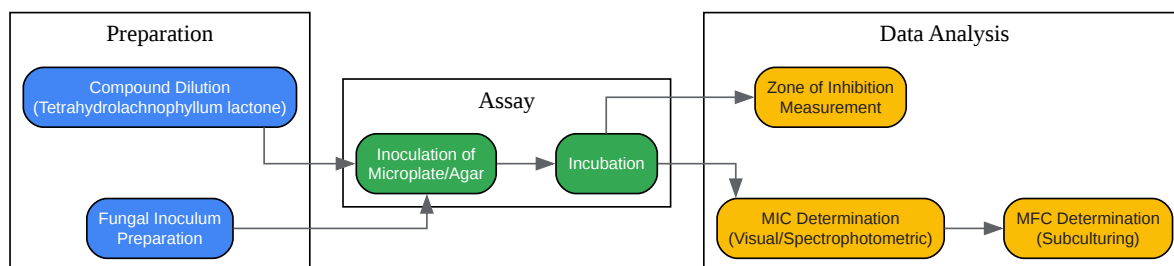 Preparation
Compound Dilution
(Tetrahydrolachnophyllum lactone)
Fungal Inoculum
Preparation
Assay
Inoculation of
Microplate/Agar
Incubation
Data Analysis
Zone of Inhibition
Measurement
MIC Determination
(Visual/Spectrophotometric)
MFC Determination
(Subculturing)